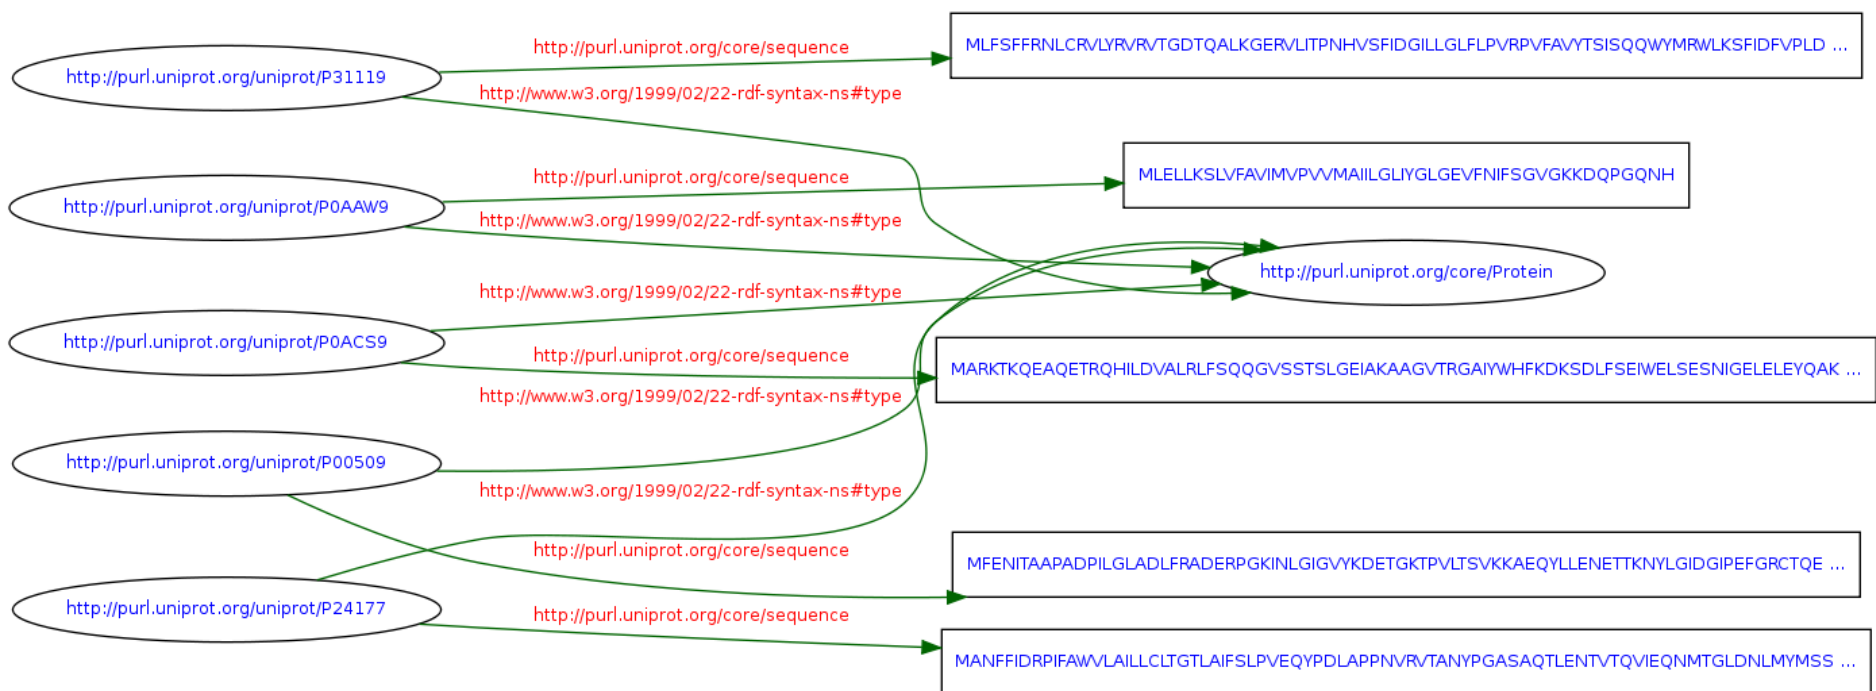 http://purl.uniprot.org/uniprot/P31119
http://purl.uniprot.org/core/sequence
MLFSFFRNLCRVLYRVRVTGDTQALKGERVLITPNHVSFIDGILLGLFLPVRPVFAVYTSISQQWYMRWLKSFIDFVPLD ...
http://www.w3.org/1999/02/22-rdf-syntax-ns#type
http://purl.uniprot.org/uniprot/P0AAW9
http://purl.uniprot.org/core/sequence
MLELLKSLVFAVIMVPVVMAIILGLIYGLGEVFNIFSGVGKKDQPGQNH
http://www.w3.org/1999/02/22-rdf-syntax-ns#type
http://purl.uniprot.org/core/Protein
http://www.w3.org/1999/02/22-rdf-syntax-ns#type
http://purl.uniprot.org/uniprot/P0ACS9
http://purl.uniprot.org/core/sequence
MARKTKQEAQETRQHILDVALRLFSQQGVSSTSLGEIAKAAGVTRGAIYWHFKDKSDLFSEIWELSESNIGELELEYQAK ...
http://www.w3.org/1999/02/22-rdf-syntax-ns#type
http://purl.uniprot.org/uniprot/P00509
http://www.w3.org/1999/02/22-rdf-syntax-ns#type
http://purl.uniprot.org/core/sequence
MFENITAAPADPILGLADLFRADERPGKINLGIGVYKDETGKTPVLTSVKKAEQYLLENETTKNYLGIDGIPEFGRCTQE ...
http://purl.uniprot.org/uniprot/P24177
http://purl.uniprot.org/core/sequence
MANFFIDRPIFAWVLAILLCLTGTLAIFSLPVEQYPDLAPPNVRVTANYPGASAQTLENTVTQVIEQNMTGLDNLMYMSS ...